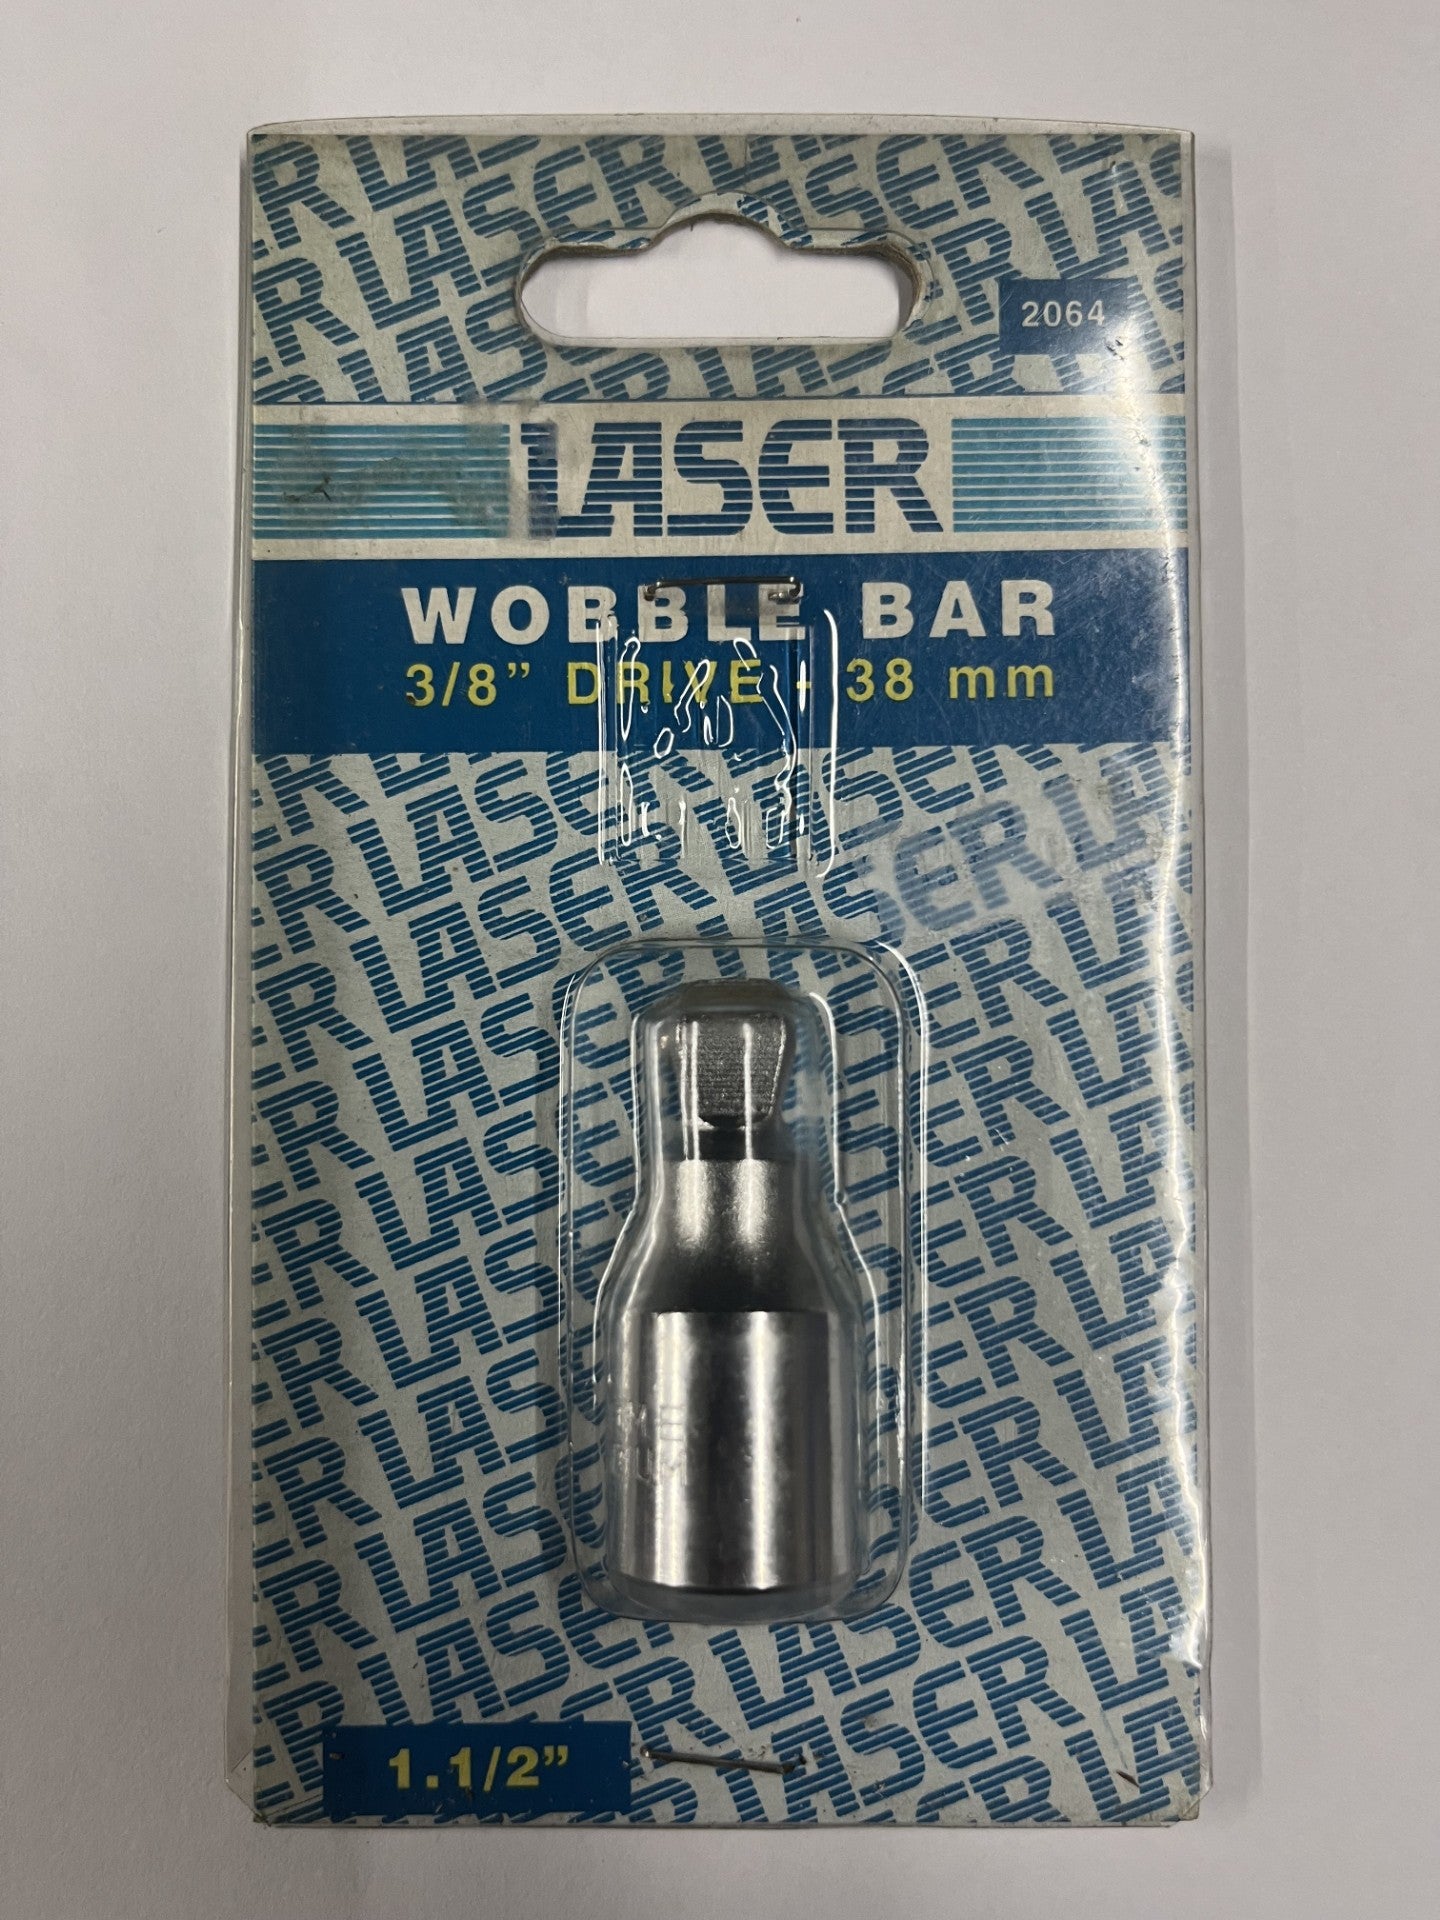 2064
LASER
WOBBLE BAR
3/8” DRIVE - 38 mm
1.1/2”